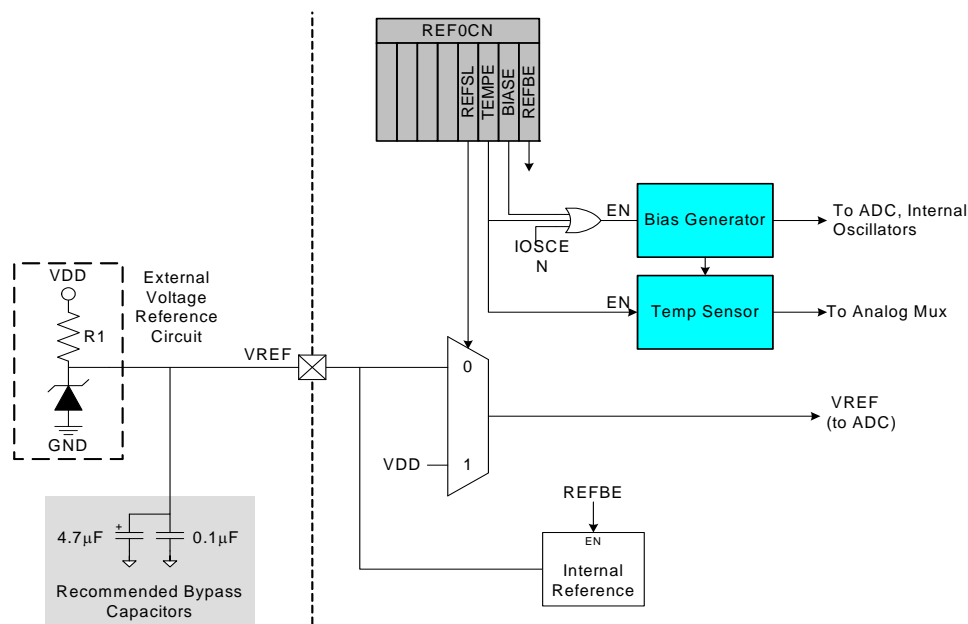 REF0CN
REFSL
TEMPE
BIASE
REFBE
EN
Bias Generator
To ADC, Internal
Oscillators
IOSCE
N
EN
Temp Sensor
To Analog Mux
VDD
R1
GND
External
Voltage
Reference
Circuit
VREF
0
VDD
1
VREF
(to ADC)
4.7µF
+
0.1µF
Recommended Bypass
Capacitors
REFBE
EN
Internal
Reference